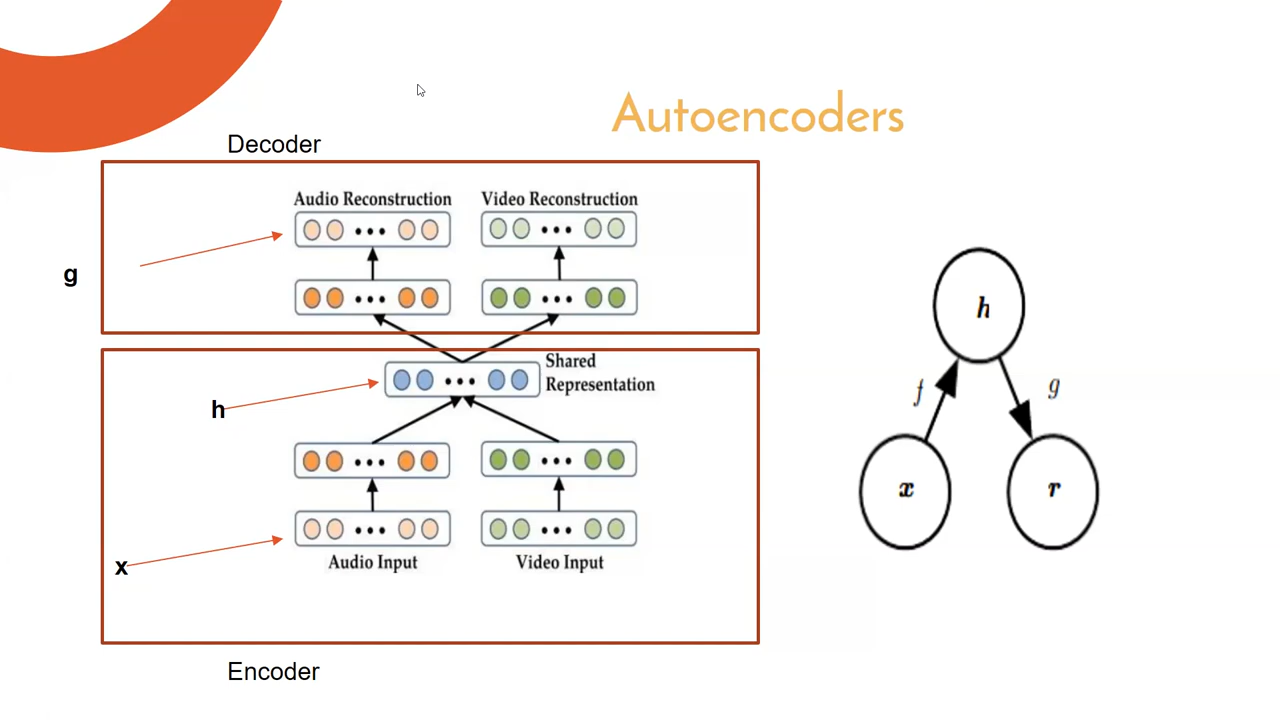 Autoencoders
Decoder
Audio Reconstruction
Video Reconstruction
g
Shared
Representation
h
x
Audio Input
Video Input
Encoder
h
f
g
x
r